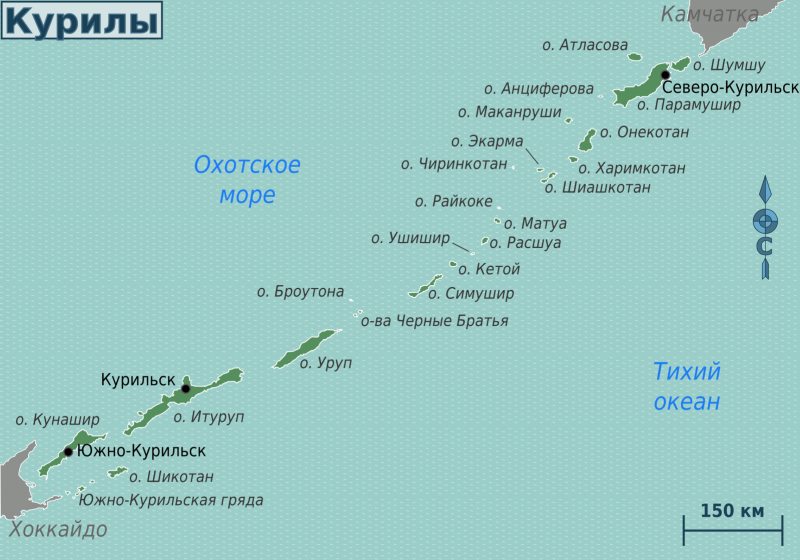 Курилы
Камчатка
о. Атласова
о. Шумшу
Северо-Курильск
о. Анциферова
о. Парамушир
о. Маканруши
о. Онекотан
о. Экарма
о. Чиринкотан
о. Харимкотан
о. Шиашкотан
Охотское
море
о. Райкоке
о. Матуа
о. Ушишир
о. Расшуа
С
о. Кетой
о. Броутона
о. Симушир
о-ва Черные Братья
о. Уруп
Тихий
океан
Курильск
о. Итуруп
о. Кунашир
Южно-Курильск
о. Шикотан
Южно-Курильская гряда
150 км
Хоккайдо